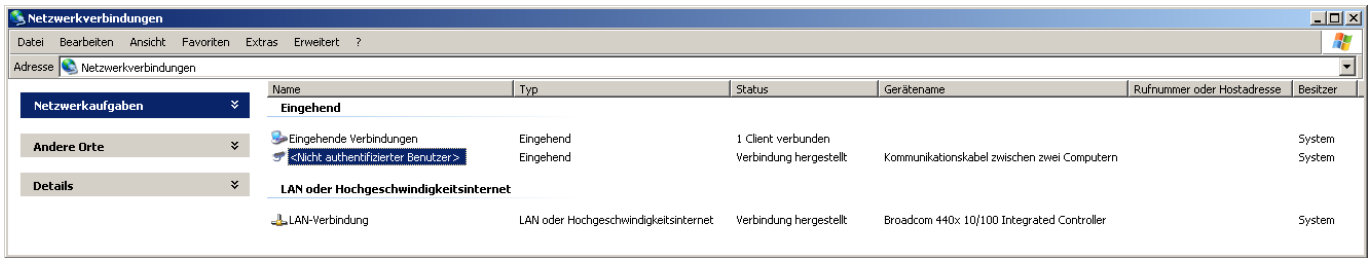 Netzwerkverbindungen
Datei Bearbeiten Ansicht Favoriten Extras Erweitert ?
Adresse Netzwerkverbindungen
Netzwerkaufgaben
Andere Orte
Details
Name Typ Status Gerätename Rufnummer oder Hostadresse Besitzer
Eingehend
Eingehende Verbindungen Eingehend 1 Client verbunden System
<Nicht authentifizierter Benutzer> Eingehend Verbindung hergestellt Kommunikationskabel zwischen zwei Computern System
LAN oder Hochgeschwindigkeitsinternet
LAN-Verbindung LAN oder Hochgeschwindigkeitsinternet Verbindung hergestellt Broadcom 440x 10/100 Integrated Controller System